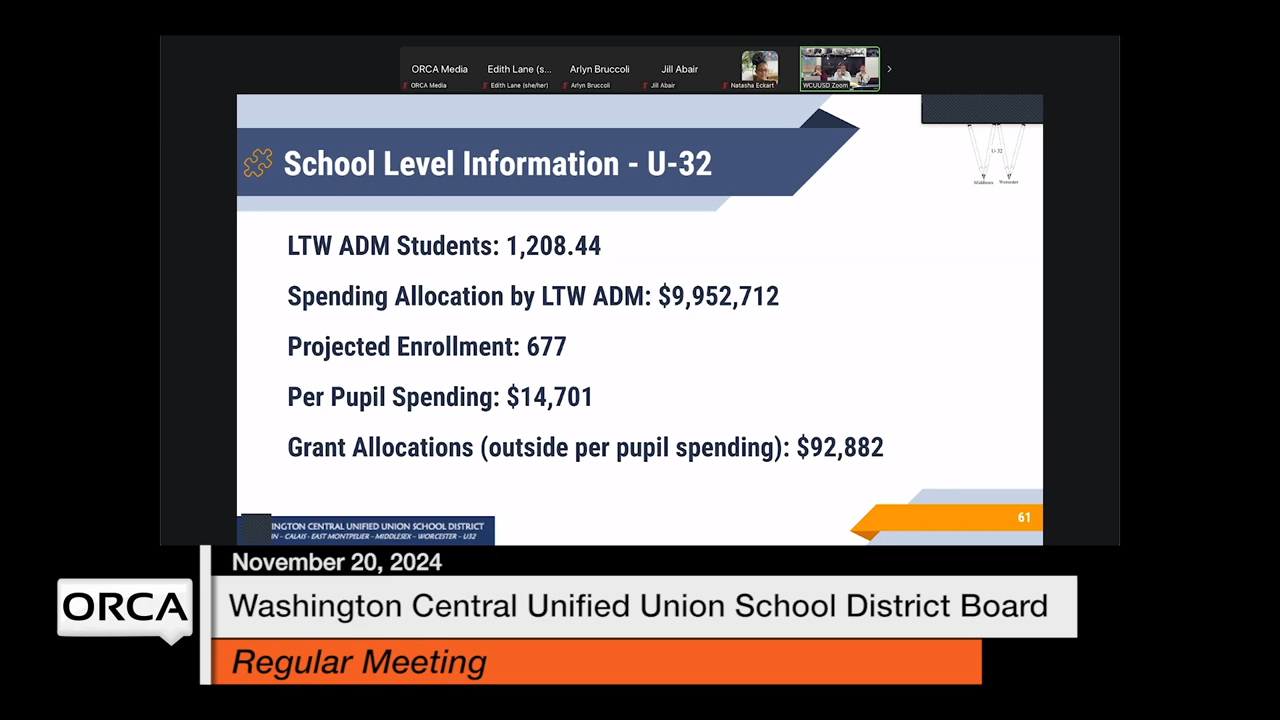 ORCA Media
Edith Lane (s...
Arlyn Bruccoli
Jill Abair
ORCA Media
Edith Lane (she/her)
Arlyn Bruccoli
Jill Abair
Natasha Eckart
WCUUSD Zoom
School Level Information - U-32
U-32
Middlesex Worcester
LTW ADM Students: 1,208.44
Spending Allocation by LTW ADM: $9,952,712
Projected Enrollment: 677
Per Pupil Spending: $14,701
Grant Allocations (outside per pupil spending): $92,882
61
INGTON CENTRAL UNIFIED UNION SCHOOL DISTRICT
IN – CALAIS - EAST MONTPELIER – MIDDLESEX – WORCESTER – U32
November 20, 2024
ORCA
Washington Central Unified Union School District Board
Regular Meeting